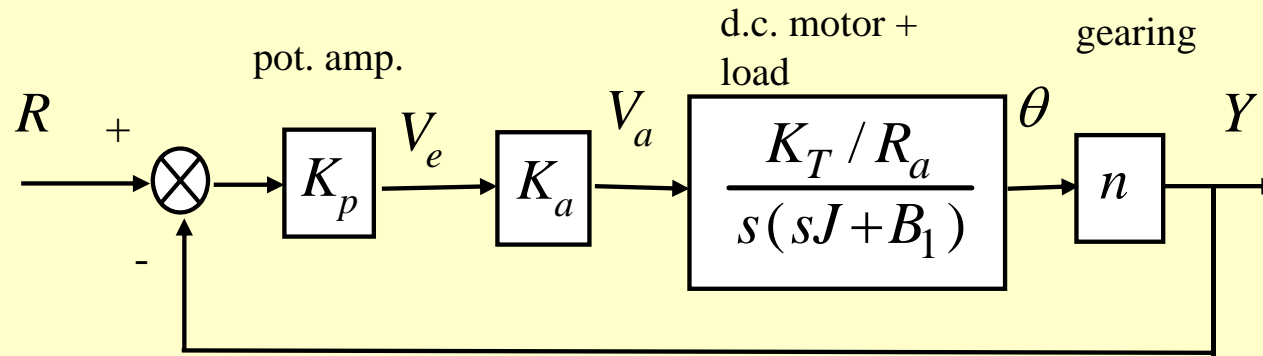 d.c. motor +
load
gearing
pot. amp.
R
+
-
K_p
V_e
K_a
V_a
K_T / R_a
s(sJ + B_1)
θ
n
Y